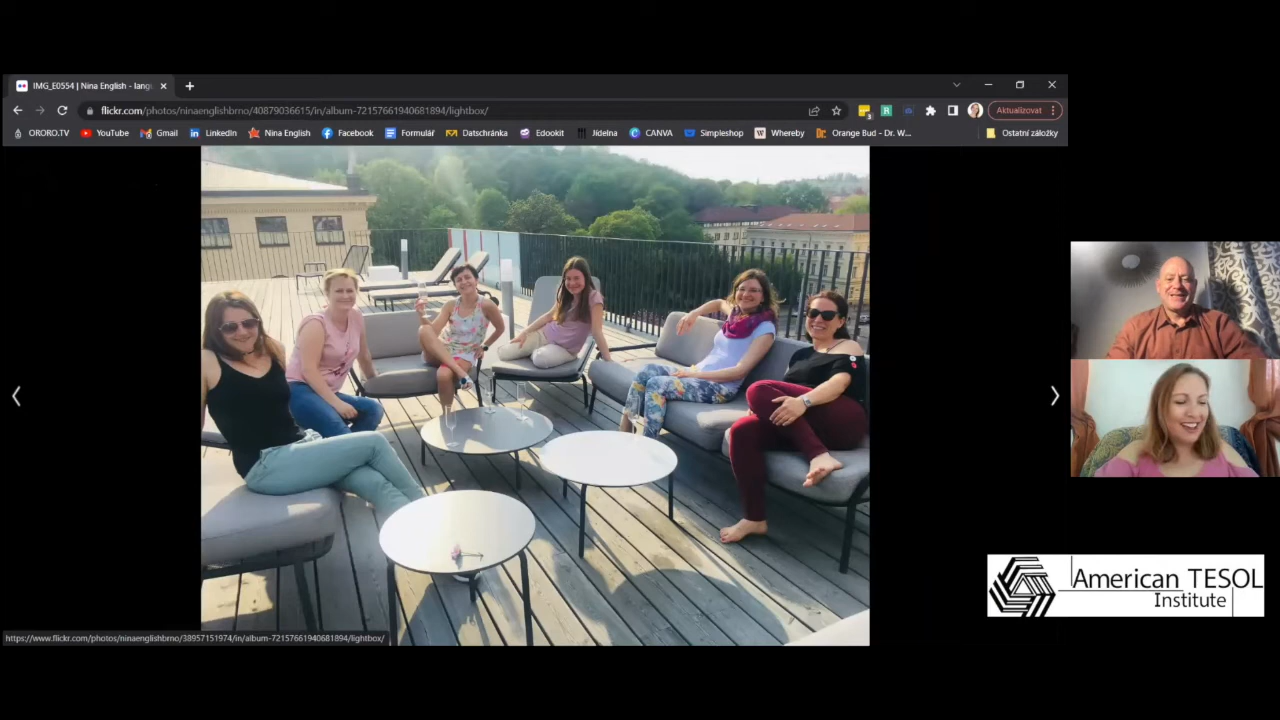 IMG_E0554 | Nina English - lang
flickr.com/photos/ninaenglishbrno/40879036615/in/album-72157661940681894/lightbox/
Aktualizovat
ORORO.TV YouTube Gmail LinkedIn Nina English Facebook Formulář Datschránka Edookit Jídelna CANVA Simpleshop Whereby Orange Bud - Dr. W... Ostatní záložky
American TESOL
Institute
https://www.flickr.com/photos/ninaenglishbrno/38957151974/in/album-72157661940681894/lightbox/